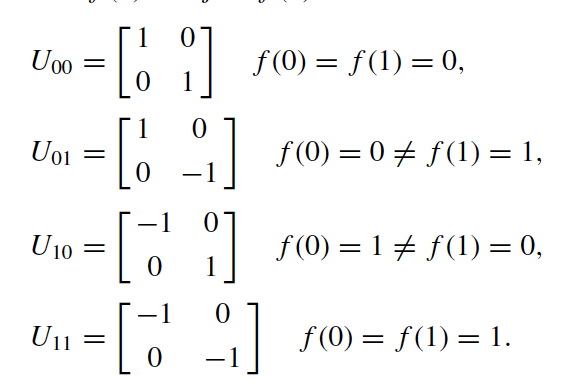 U₀₀ = [1 0; 0 1] f(0) = f(1) = 0,
U₀₁ = [1 0; 0 −1] f(0) = 0 ≠ f(1) = 1,
U₁₀ = [−1 0; 0 1] f(0) = 1 ≠ f(1) = 0,
U₁₁ = [−1 0; 0 −1] f(0) = f(1) = 1.